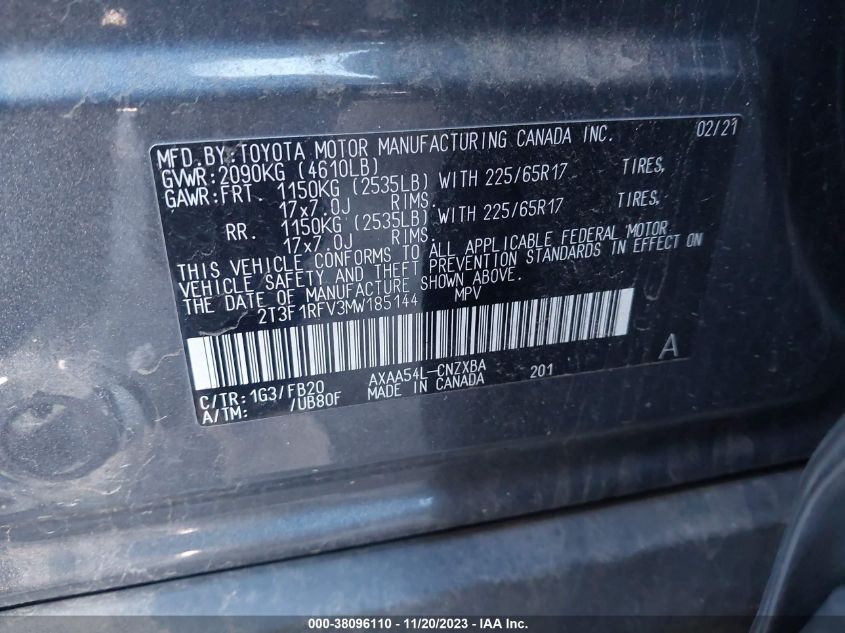 MFD.BY:TOYOTA MOTOR MANUFACTURING CANADA INC. 02/21
GVWR:2090KG (4610LB)
GAWR:FRT. 1150KG (2535LB) WITH 225/65R17 TIRES,
17x7.0J RIMS.
RR. 1150KG (2535LB) WITH 225/65R17 TIRES,
17x7.0J RIMS.
THIS VEHICLE CONFORMS TO ALL APPLICABLE FEDERAL MOTOR
VEHICLE SAFETY AND THEFT PREVENTION STANDARDS IN EFFECT ON
THE DATE OF MANUFACTURE SHOWN ABOVE.
2T3F1RFV3MW185144 MPV
C/TR:1G3/FB20 AXAA54L-CNZXBA 201 A
A/TM: /UB80F MADE IN CANADA
000-38096110 — 11/20/2023 — IAA Inc.